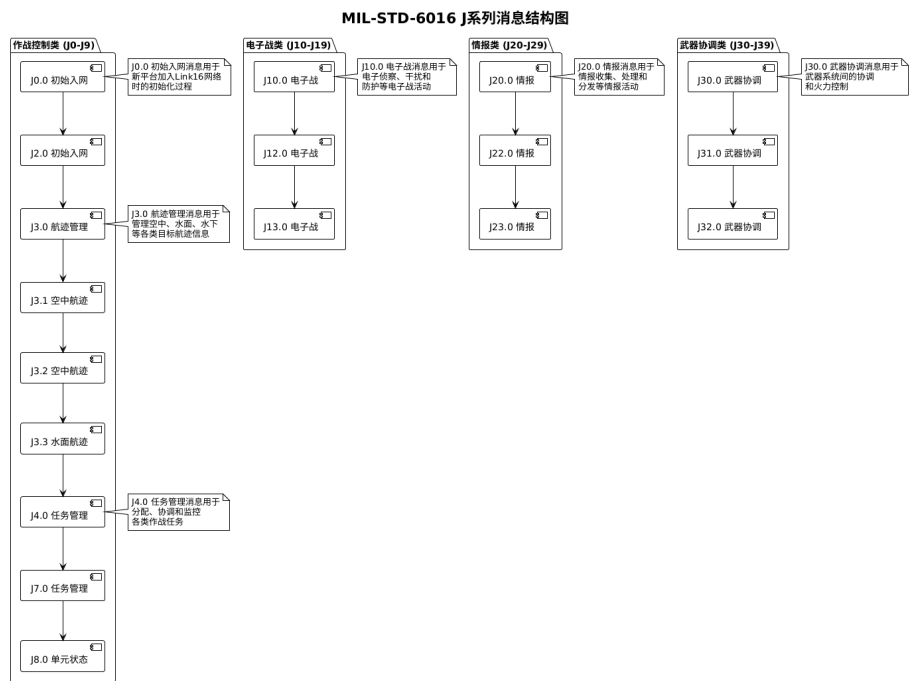 MIL-STD-6016 J系列消息结构图
作战控制类 (J0-J9)
J0.0 初始入网
J0.0 初始入网消息用于
新平台加入Link16网络
时的初始化过程
J2.0 初始入网
J3.0 航迹管理
J3.0 航迹管理消息用于
管理空中、水面、水下
等各类目标航迹信息
J3.1 空中航迹
J3.2 空中航迹
J3.3 水面航迹
J4.0 任务管理
J4.0 任务管理消息用于
分配、协调和监控
各类作战任务
J7.0 任务管理
J8.0 单元状态
电子战类 (J10-J19)
J10.0 电子战
J10.0 电子战消息用于
电子侦察、干扰和
防护等电子战活动
J12.0 电子战
J13.0 电子战
情报类 (J20-J29)
J20.0 情报
J20.0 情报消息用于
情报收集、处理和
分发等情报活动
J22.0 情报
J23.0 情报
武器协调类 (J30-J39)
J30.0 武器协调
J30.0 武器协调消息用于
武器系统间的协调
和火力控制
J31.0 武器协调
J32.0 武器协调